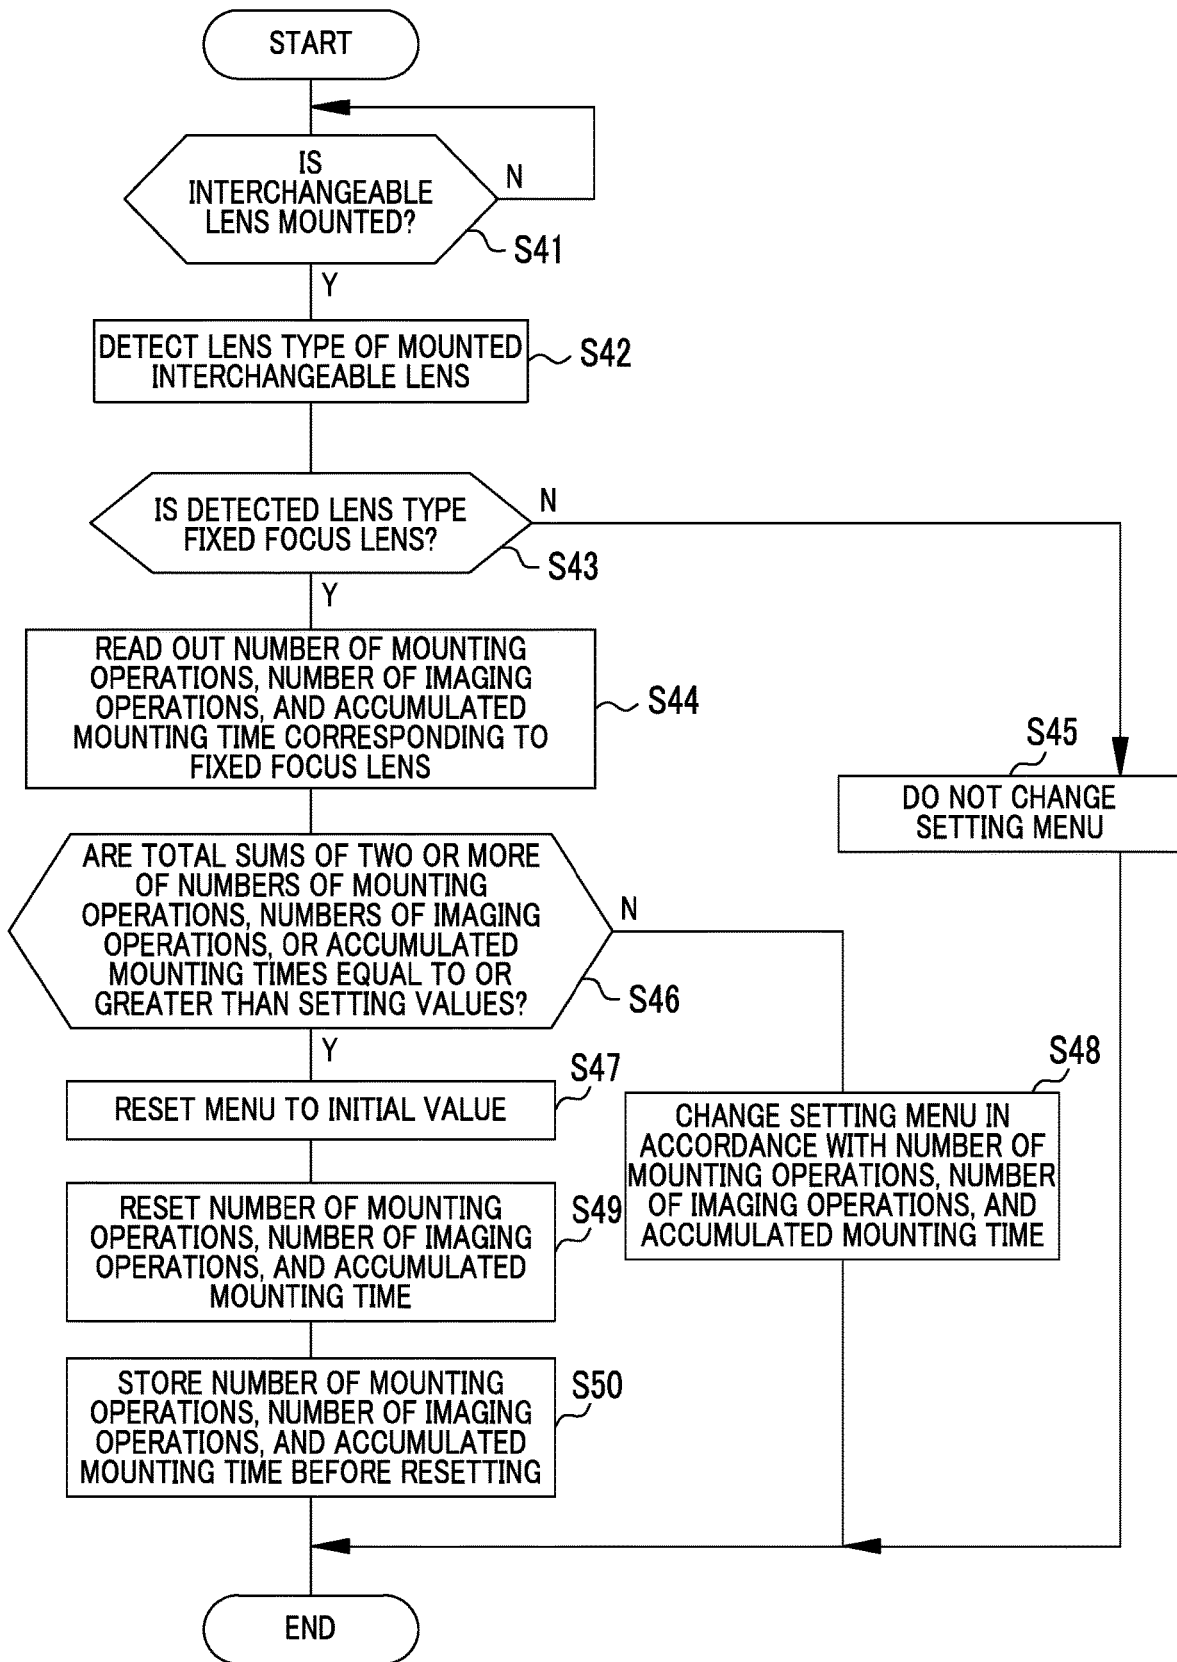 START
IS
INTERCHANGEABLE
LENS MOUNTED?
N
S41
Y
DETECT LENS TYPE OF MOUNTED
INTERCHANGEABLE LENS
S42
IS DETECTED LENS TYPE
FIXED FOCUS LENS?
N
S43
Y
READ OUT NUMBER OF MOUNTING
OPERATIONS, NUMBER OF IMAGING
OPERATIONS, AND ACCUMULATED
MOUNTING TIME CORRESPONDING TO
FIXED FOCUS LENS
S44
S45
DO NOT CHANGE
SETTING MENU
ARE TOTAL SUMS OF TWO OR MORE
OF NUMBERS OF MOUNTING
OPERATIONS, NUMBERS OF IMAGING
OPERATIONS, OR ACCUMULATED
MOUNTING TIMES EQUAL TO OR
GREATER THAN SETTING VALUES?
N
S46
Y
S47
RESET MENU TO INITIAL VALUE
S48
CHANGE SETTING MENU IN
ACCORDANCE WITH NUMBER OF
MOUNTING OPERATIONS, NUMBER
OF IMAGING OPERATIONS, AND
ACCUMULATED MOUNTING TIME
RESET NUMBER OF MOUNTING
OPERATIONS, NUMBER OF IMAGING
OPERATIONS, AND ACCUMULATED
MOUNTING TIME
S49
STORE NUMBER OF MOUNTING
OPERATIONS, NUMBER OF IMAGING
OPERATIONS, AND ACCUMULATED
MOUNTING TIME BEFORE RESETTING
S50
END